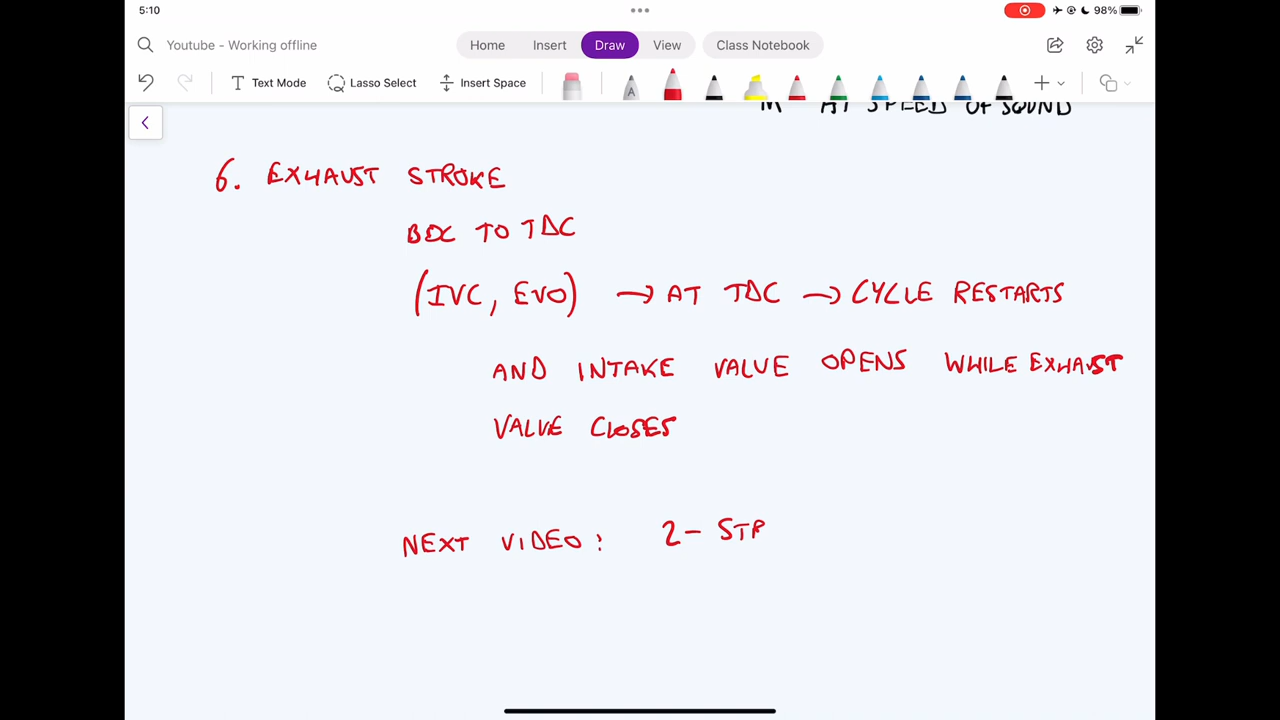 5:10
98%
Youtube - Working offline
Home Insert Draw View Class Notebook
Text Mode Lasso Select Insert Space
A
AT SPEED OF SOUND
6. EXHAUST STROKE
BDC TO TDC
(IVC, EVO) → AT TDC → CYCLE RESTARTS
AND INTAKE VALVE OPENS WHILE EXHAUST
VALVE CLOSES
NEXT VIDEO: 2- STR